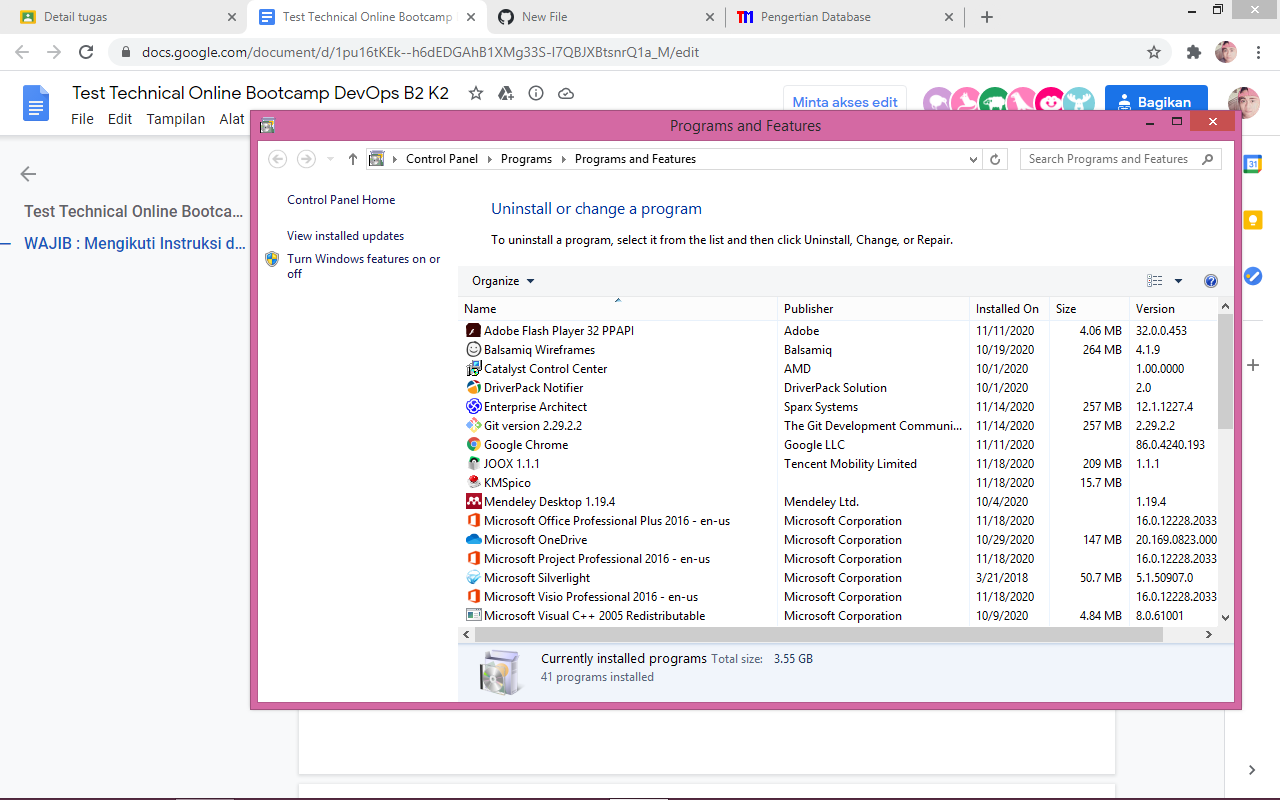 Detail tugas
Test Technical Online Bootcamp
New File
Pengertian Database
docs.google.com/document/d/1pu16tKEk--h6dEDGAhB1XMg33S-I7QBJXBtsnrQ1a_M/edit
Test Technical Online Bootcamp DevOps B2 K2
Minta akses edit
Bagikan
File Edit Tampilan Alat
Test Technical Online Bootca...
WAJIB : Mengikuti Instruksi d...
31
Programs and Features
Control Panel Programs Programs and Features
Search Programs and Features
Control Panel Home
View installed updates
Turn Windows features on or
off
Uninstall or change a program
To uninstall a program, select it from the list and then click Uninstall, Change, or Repair.
Organize
Name Publisher Installed On Size Version
Adobe Flash Player 32 PPAPI Adobe 11/11/2020 4.06 MB 32.0.0.453
Balsamiq Wireframes Balsamiq 10/19/2020 264 MB 4.1.9
Catalyst Control Center AMD 10/1/2020 1.00.0000
DriverPack Notifier DriverPack Solution 10/1/2020 2.0
Enterprise Architect Sparx Systems 11/14/2020 257 MB 12.1.1227.4
Git version 2.29.2.2 The Git Development Communi... 11/14/2020 257 MB 2.29.2.2
Google Chrome Google LLC 11/11/2020 86.0.4240.193
JOOX 1.1.1 Tencent Mobility Limited 11/18/2020 209 MB 1.1.1
KMSpico 11/18/2020 15.7 MB
Mendeley Desktop 1.19.4 Mendeley Ltd. 10/4/2020 1.19.4
Microsoft Office Professional Plus 2016 - en-us Microsoft Corporation 11/18/2020 16.0.12228.2033
Microsoft OneDrive Microsoft Corporation 10/29/2020 147 MB 20.169.0823.000
Microsoft Project Professional 2016 - en-us Microsoft Corporation 11/18/2020 16.0.12228.2033
Microsoft Silverlight Microsoft Corporation 3/21/2018 50.7 MB 5.1.50907.0
Microsoft Visio Professional 2016 - en-us Microsoft Corporation 11/18/2020 16.0.12228.2033
Microsoft Visual C++ 2005 Redistributable Microsoft Corporation 10/9/2020 4.84 MB 8.0.61001
Currently installed programs Total size: 3.55 GB
41 programs installed